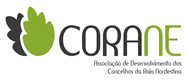 CORANE
Associação de Desenvolvimento dos
Concelhos da Raia Nordestina